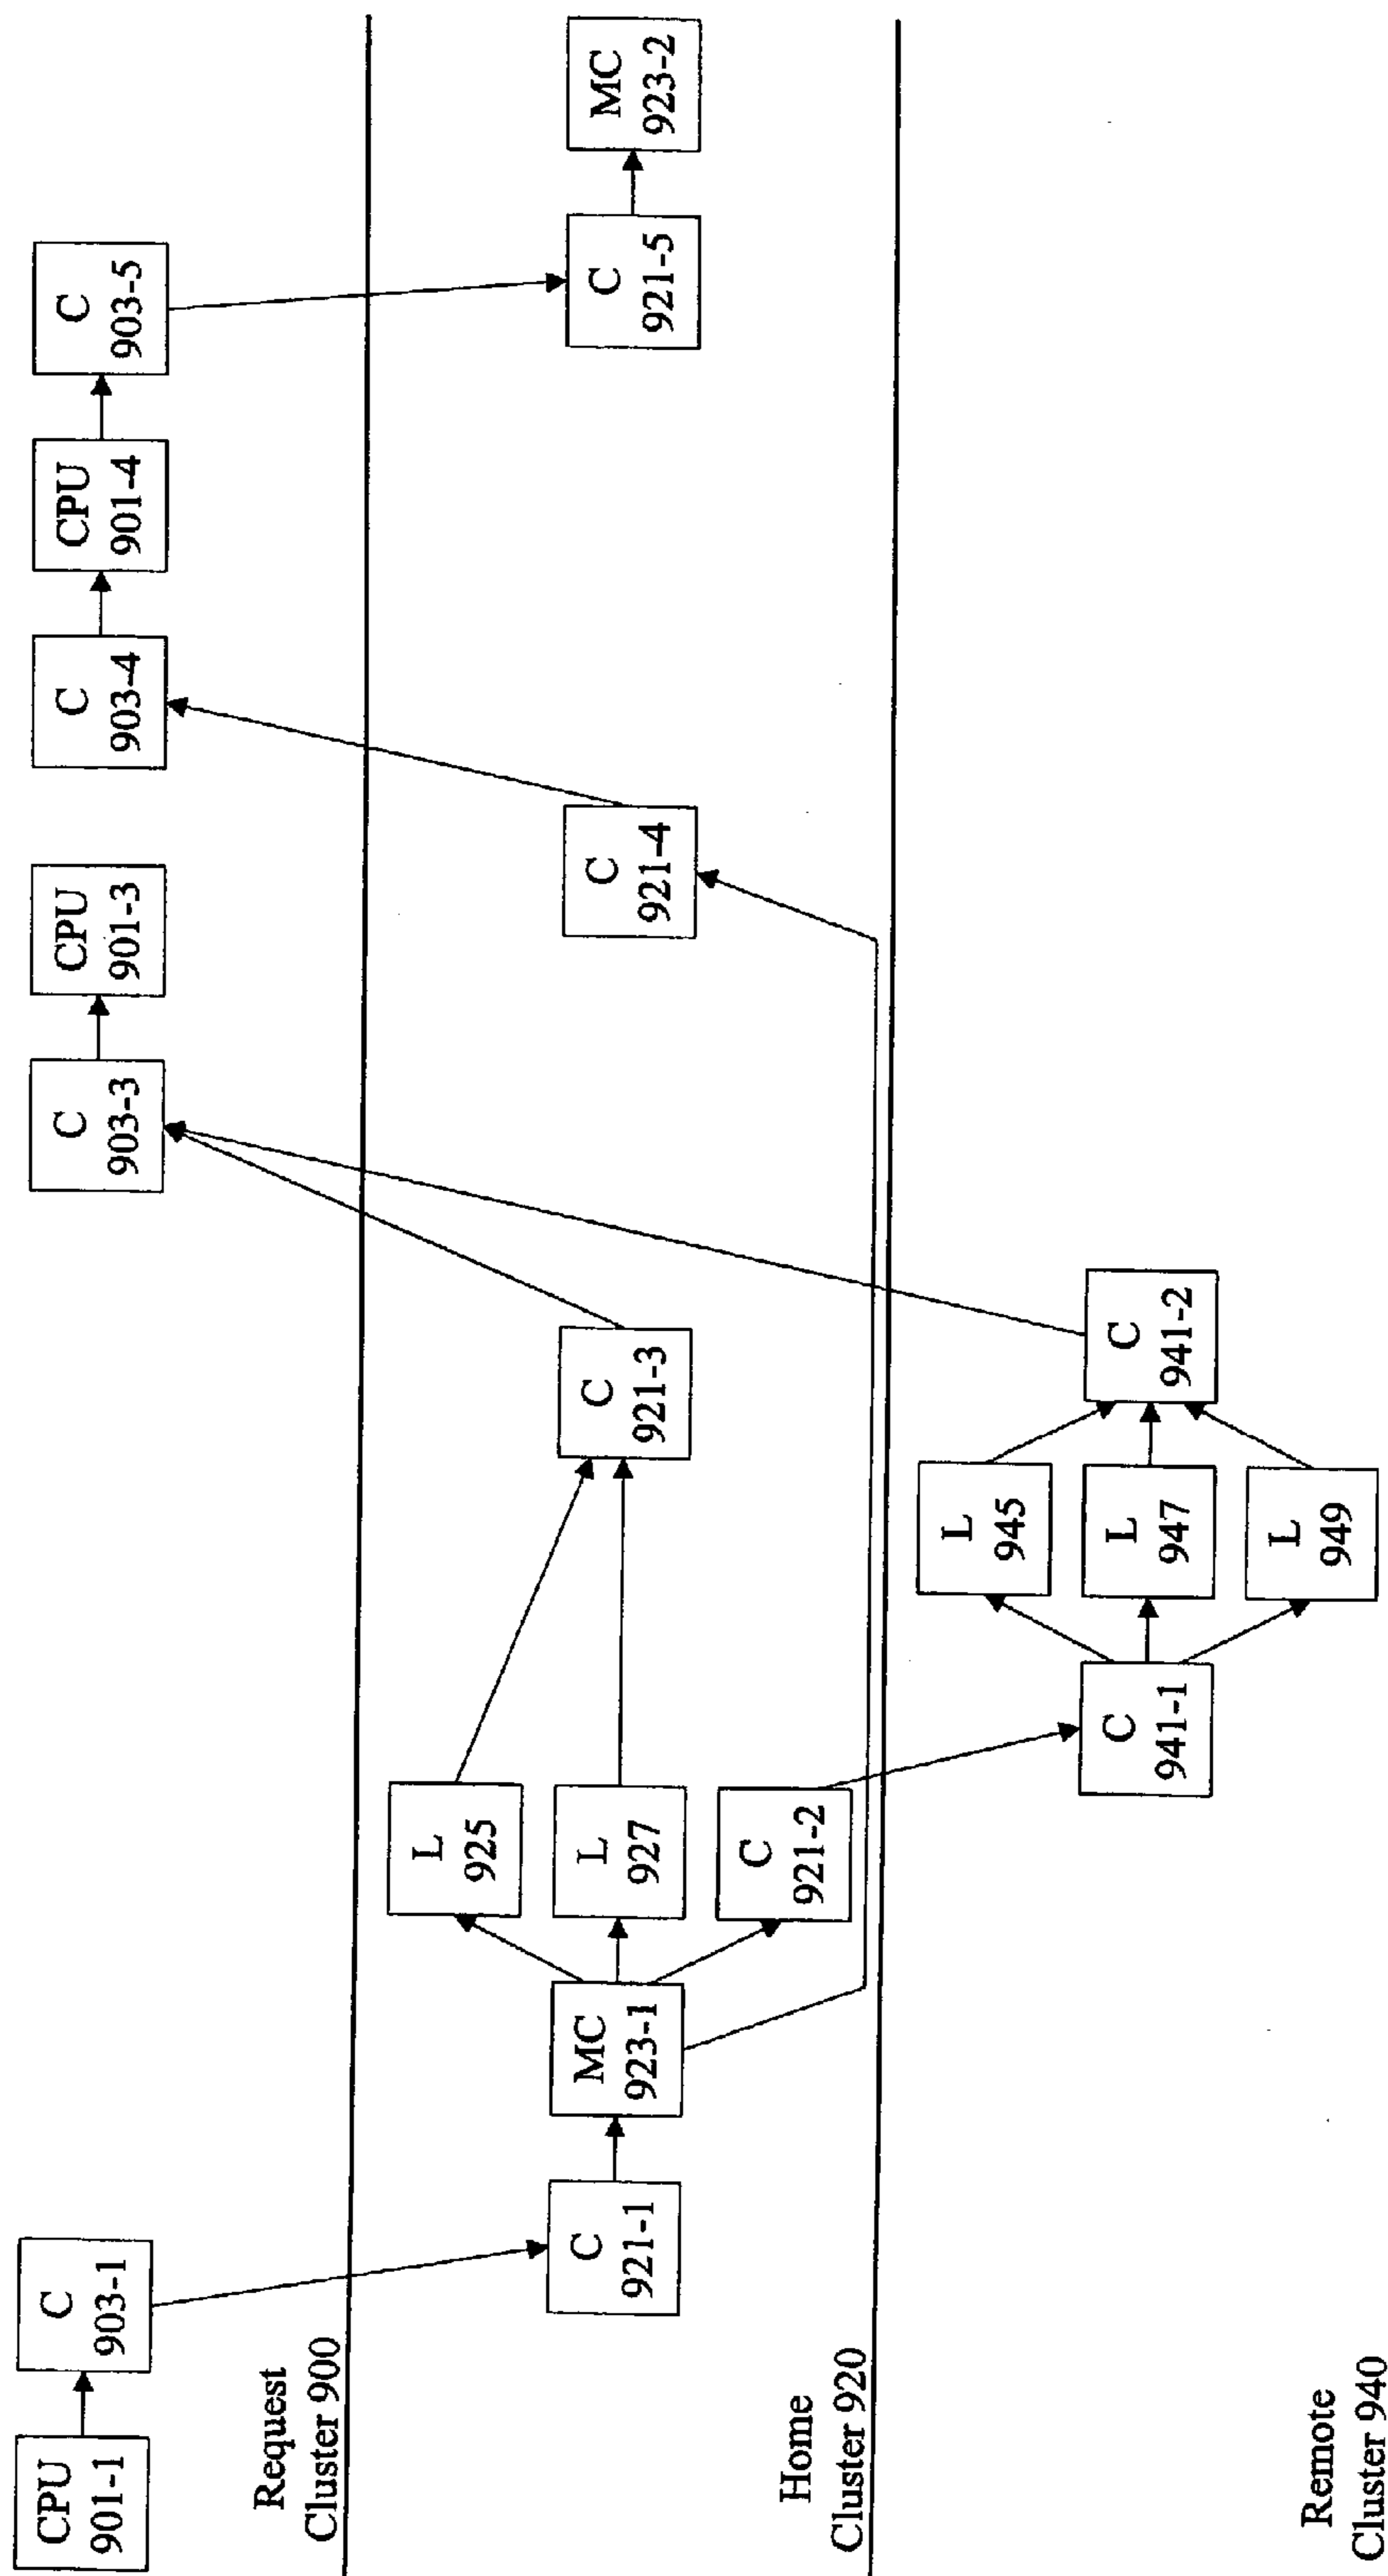 CPU
901-1
C
903-1
C
903-3
CPU
901-3
C
903-4
CPU
901-4
C
903-5
Request
Cluster 900
C
921-1
MC
923-1
L
925
L
927
C
921-2
C
921-3
C
921-4
C
921-5
MC
923-2
Home
Cluster 920
C
941-1
L
945
L
947
L
949
C
941-2
Remote
Cluster 940